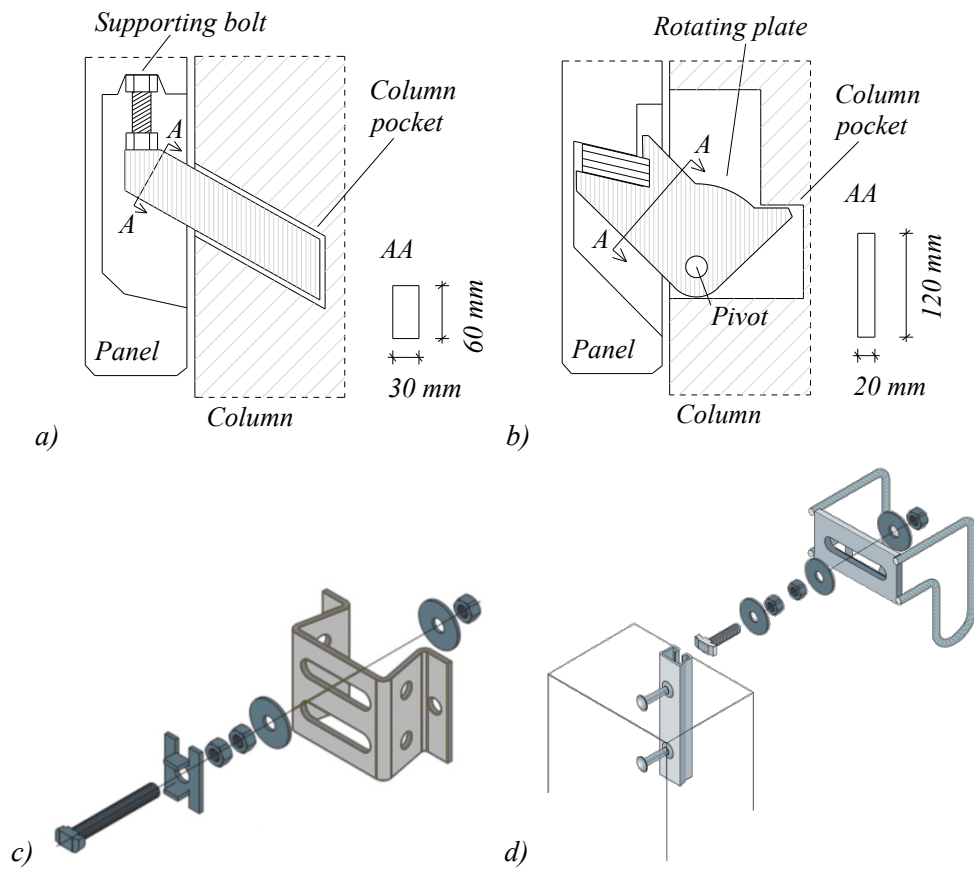 Supporting bolt
Column
pocket
A
A
AA
60 mm
30 mm
Panel
Column
a)
Rotating plate
Column
pocket
A
A
AA
120 mm
20 mm
Pivot
Panel
Column
b)
c)
d)